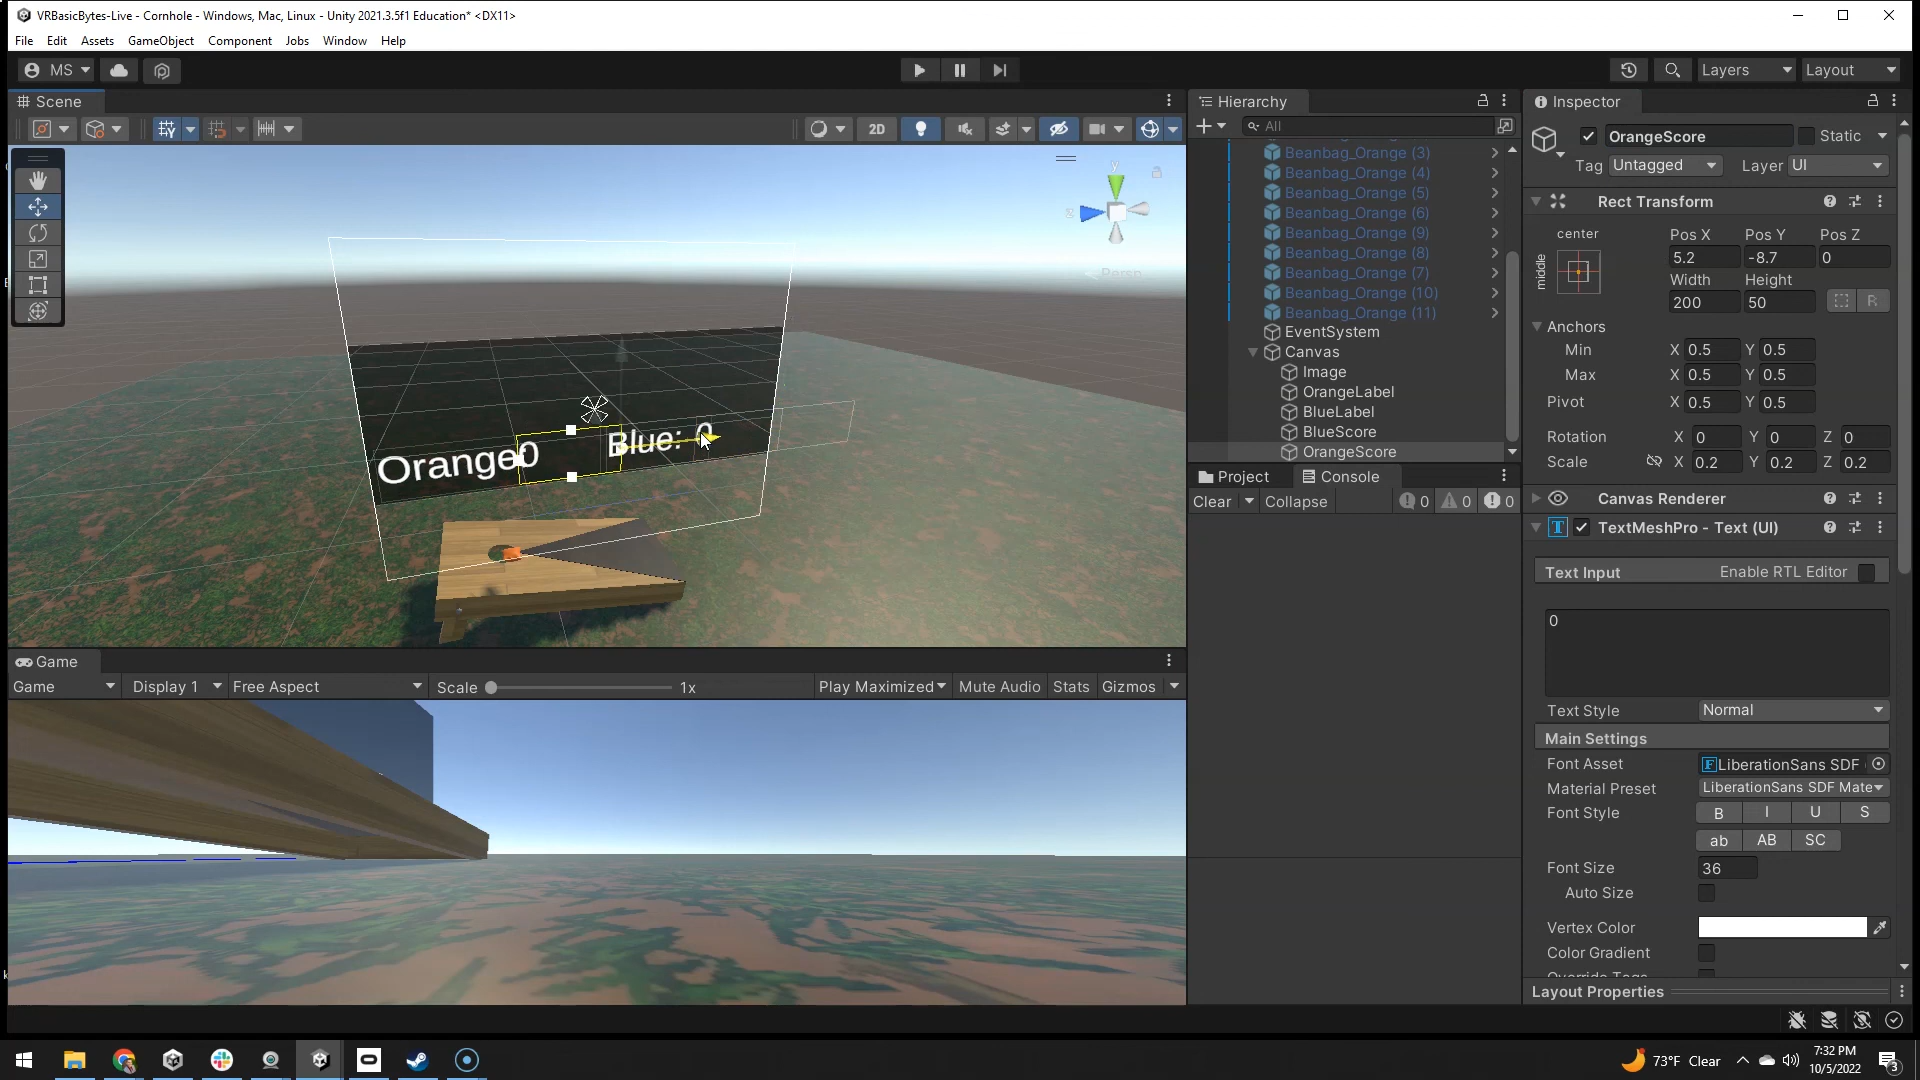 VRBasicBytes-Live - Cornhole - Windows, Mac, Linux - Unity 2021.3.5f1 Education* <DX11>
File Edit Assets GameObject Component Jobs Window Help
MS
Layers
Layout
Scene
2D
y
z
Persp
Orange
0
Blue: 0
Hierarchy
All
Beanbag_Orange (3)
Beanbag_Orange (4)
Beanbag_Orange (5)
Beanbag_Orange (6)
Beanbag_Orange (9)
Beanbag_Orange (8)
Beanbag_Orange (7)
Beanbag_Orange (10)
Beanbag_Orange (11)
EventSystem
Canvas
Image
OrangeLabel
BlueLabel
BlueScore
OrangeScore
Project Console
Clear Collapse 0 0 0
Game
Game Display 1 Free Aspect Scale 1x Play Maximized Mute Audio Stats Gizmos
Inspector
OrangeScore Static
Tag Untagged Layer UI
Rect Transform
center
middle
Pos X Pos Y Pos Z
5.2 -8.7 0
Width Height
200 50 R
Anchors
Min X 0.5 Y 0.5
Max X 0.5 Y 0.5
Pivot X 0.5 Y 0.5
Rotation X 0 Y 0 Z 0
Scale X 0.2 Y 0.2 Z 0.2
Canvas Renderer
TextMeshPro - Text (UI)
Text Input Enable RTL Editor
0
Text Style Normal
Main Settings
Font Asset LiberationSans SDF
Material Preset LiberationSans SDF Mate
Font Style B I U S
ab AB SC
Font Size 36
Auto Size
Vertex Color
Color Gradient
Override Tags
Layout Properties
73°F Clear
7:32 PM
10/5/2022
3